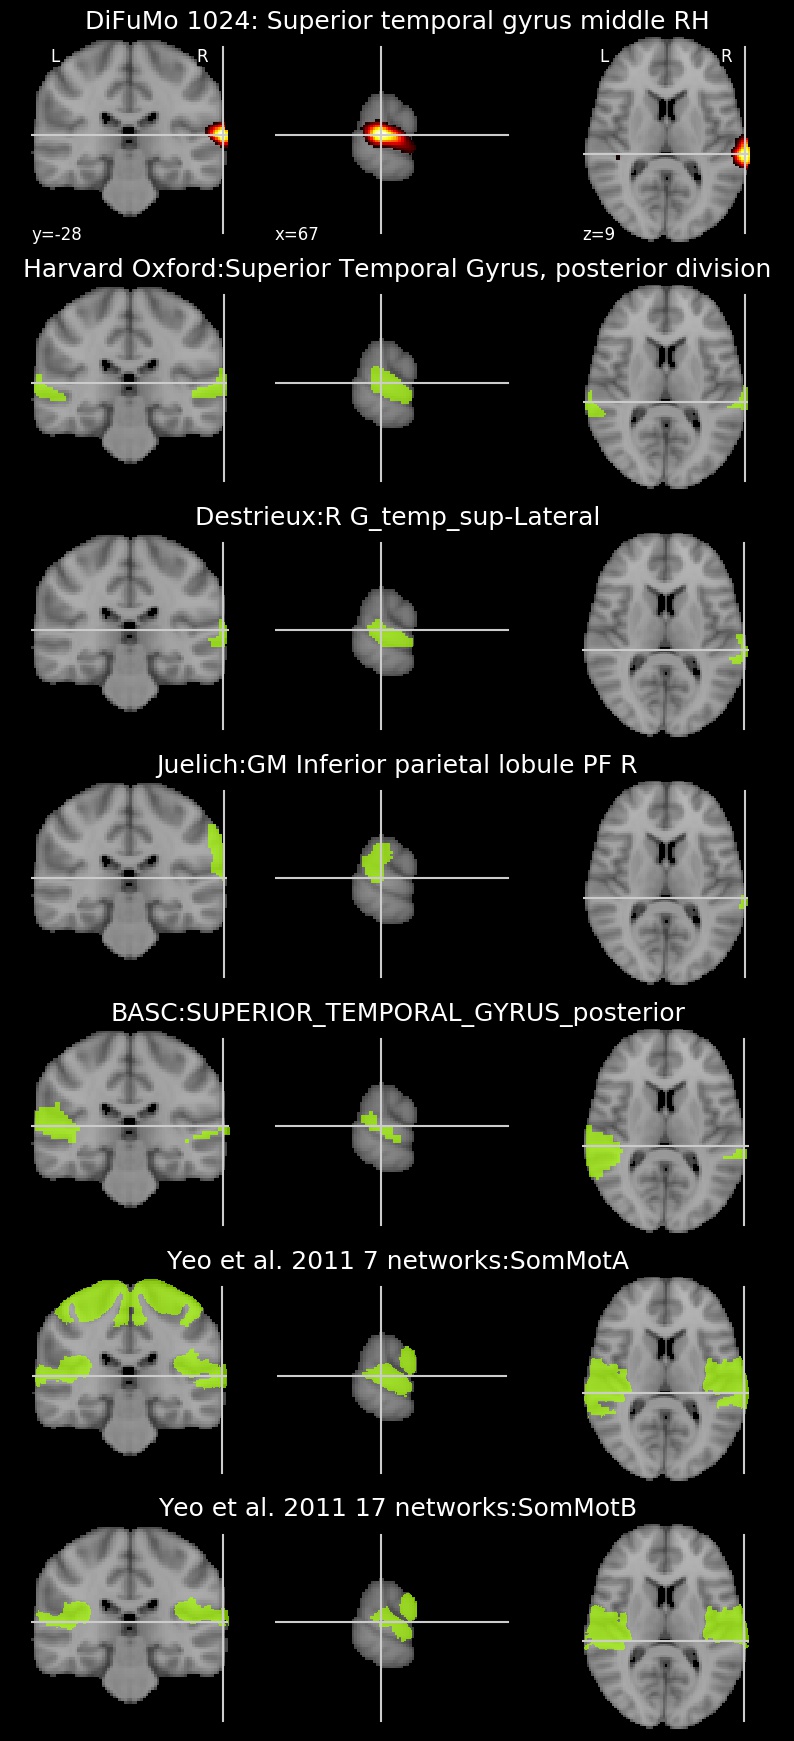 DiFuMo 1024: Superior temporal gyrus middle RH
L R L R
y=-28 x=67 z=9
Harvard Oxford:Superior Temporal Gyrus, posterior division
Destrieux:R G_temp_sup-Lateral
Juelich:GM Inferior parietal lobule PF R
BASC:SUPERIOR_TEMPORAL_GYRUS_posterior
Yeo et al. 2011 7 networks:SomMotA
Yeo et al. 2011 17 networks:SomMotB